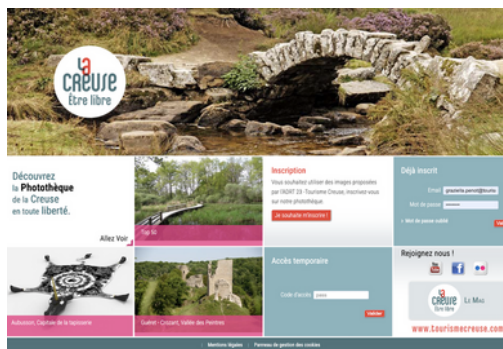 La
CREUSE
Être libre
Découvrez
la Photothèque
de la Creuse
en toute liberté.
Allez Voir
Top 50
Inscription
Vous souhaitez utiliser des images proposées
par l'ADRT 23 - Tourisme Creuse, inscrivez-vous
sur notre photothèque.
Je souhaite m'inscrire !
Déjà inscrit
Email
Mot de passe
Mot de passe oublié
Aubusson, Capitale de la tapisserie
Guéret - Crozant, Vallée des Peintres
Accès temporaire
Code d'accès
Valider
Rejoignez nous !
You
Tube
f
La
CREUSE
Être libre
Le Mag
www.tourismecreuse.com
Mentions légales | Panneau de gestion des cookies